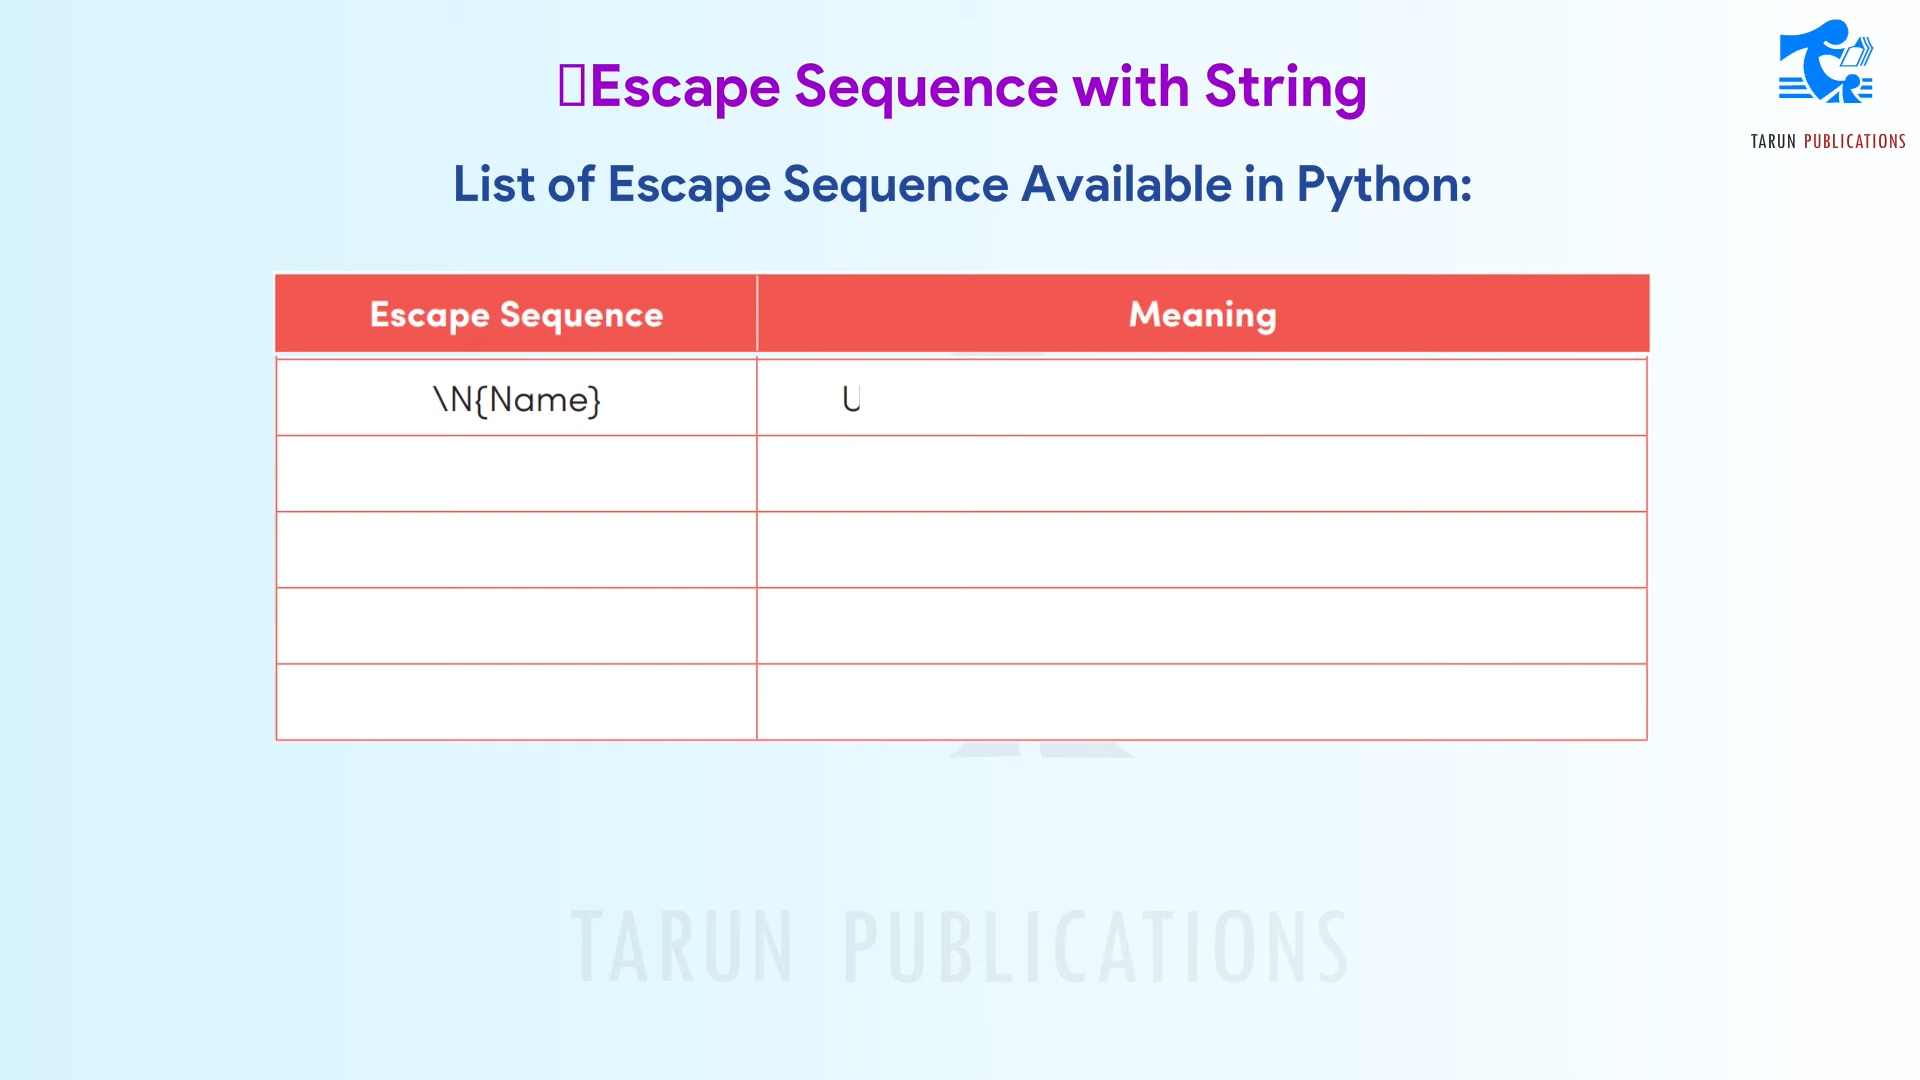 TARUN PUBLICATIONS
Escape Sequence with String
List of Escape Sequence Available in Python:
Escape Sequence Meaning
\N{Name} U
TARUN PUBLICATIONS